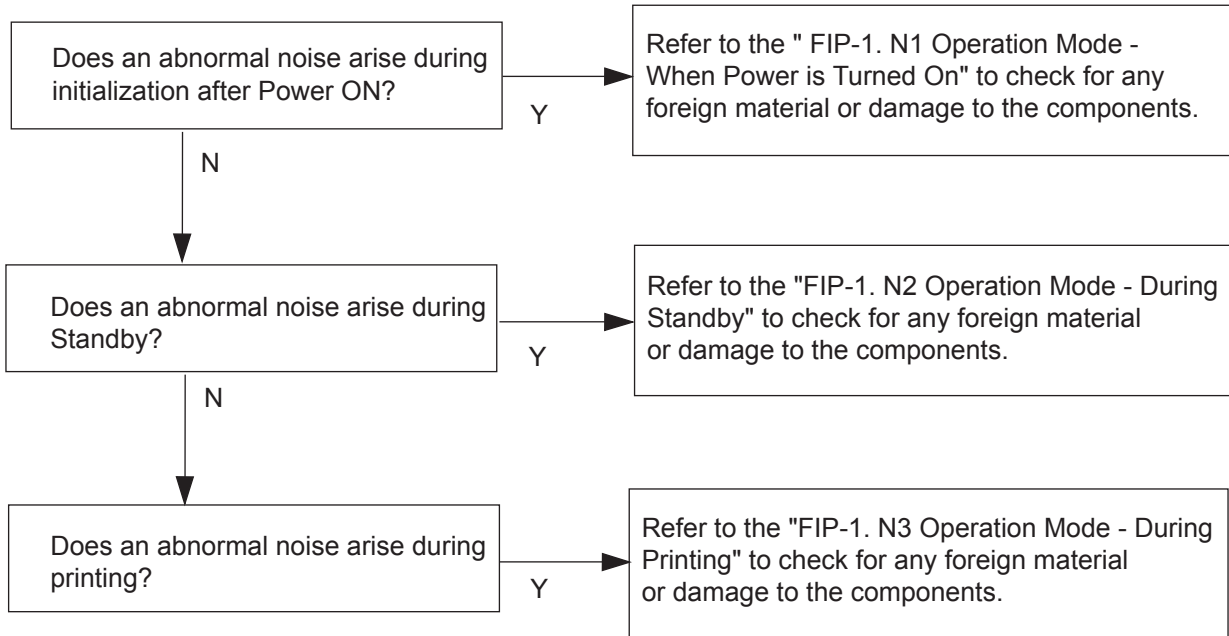 Does an abnormal noise arise during
initialization after Power ON?
Y
Refer to the " FIP-1. N1 Operation Mode -
When Power is Turned On" to check for any
foreign material or damage to the components.
N
Does an abnormal noise arise during
Standby?
Y
Refer to the "FIP-1. N2 Operation Mode - During
Standby" to check for any foreign material
or damage to the components.
N
Does an abnormal noise arise during
printing?
Y
Refer to the "FIP-1. N3 Operation Mode - During
Printing" to check for any foreign material
or damage to the components.